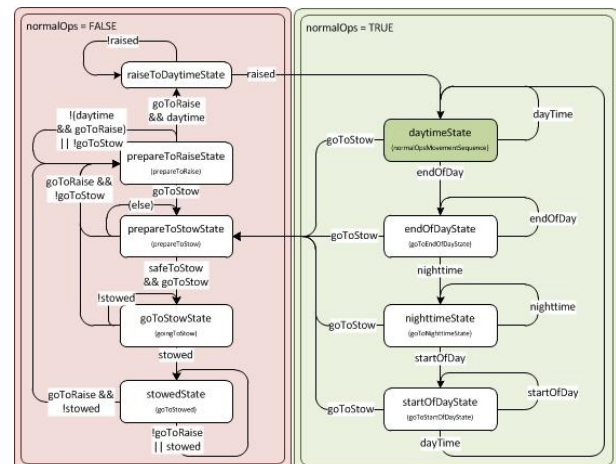 normalOps = FALSE
!raised
raiseToDaytimeState
goToRaise
&& daytime
!(daytime
&& goToRaise)
|| !goToStow
prepareToRaiseState
(prepareToRaise)
goToRaise &&
!goToStow
goToStow
(else)
prepareToStowState
(prepareToStow)
safeToStow
&& goToStow
!stowed
goToStowState
(goingToStow)
stowed
goToRaise &&
!stowed
stowedState
(goToStowed)
!goToRaise
|| stowed
normalOps = TRUE
raised
dayTime
daytimeState
(normalOpsMovementSequence)
goToStow
endOfDay
endOfDay
endOfDayState
(goToEndOfDayState)
goToStow
nighttime
nighttime
nighttimeState
(goToNighttimeState)
goToStow
startOfDay
startOfDay
startOfDayState
(goToStartOfDayState)
goToStow
dayTime